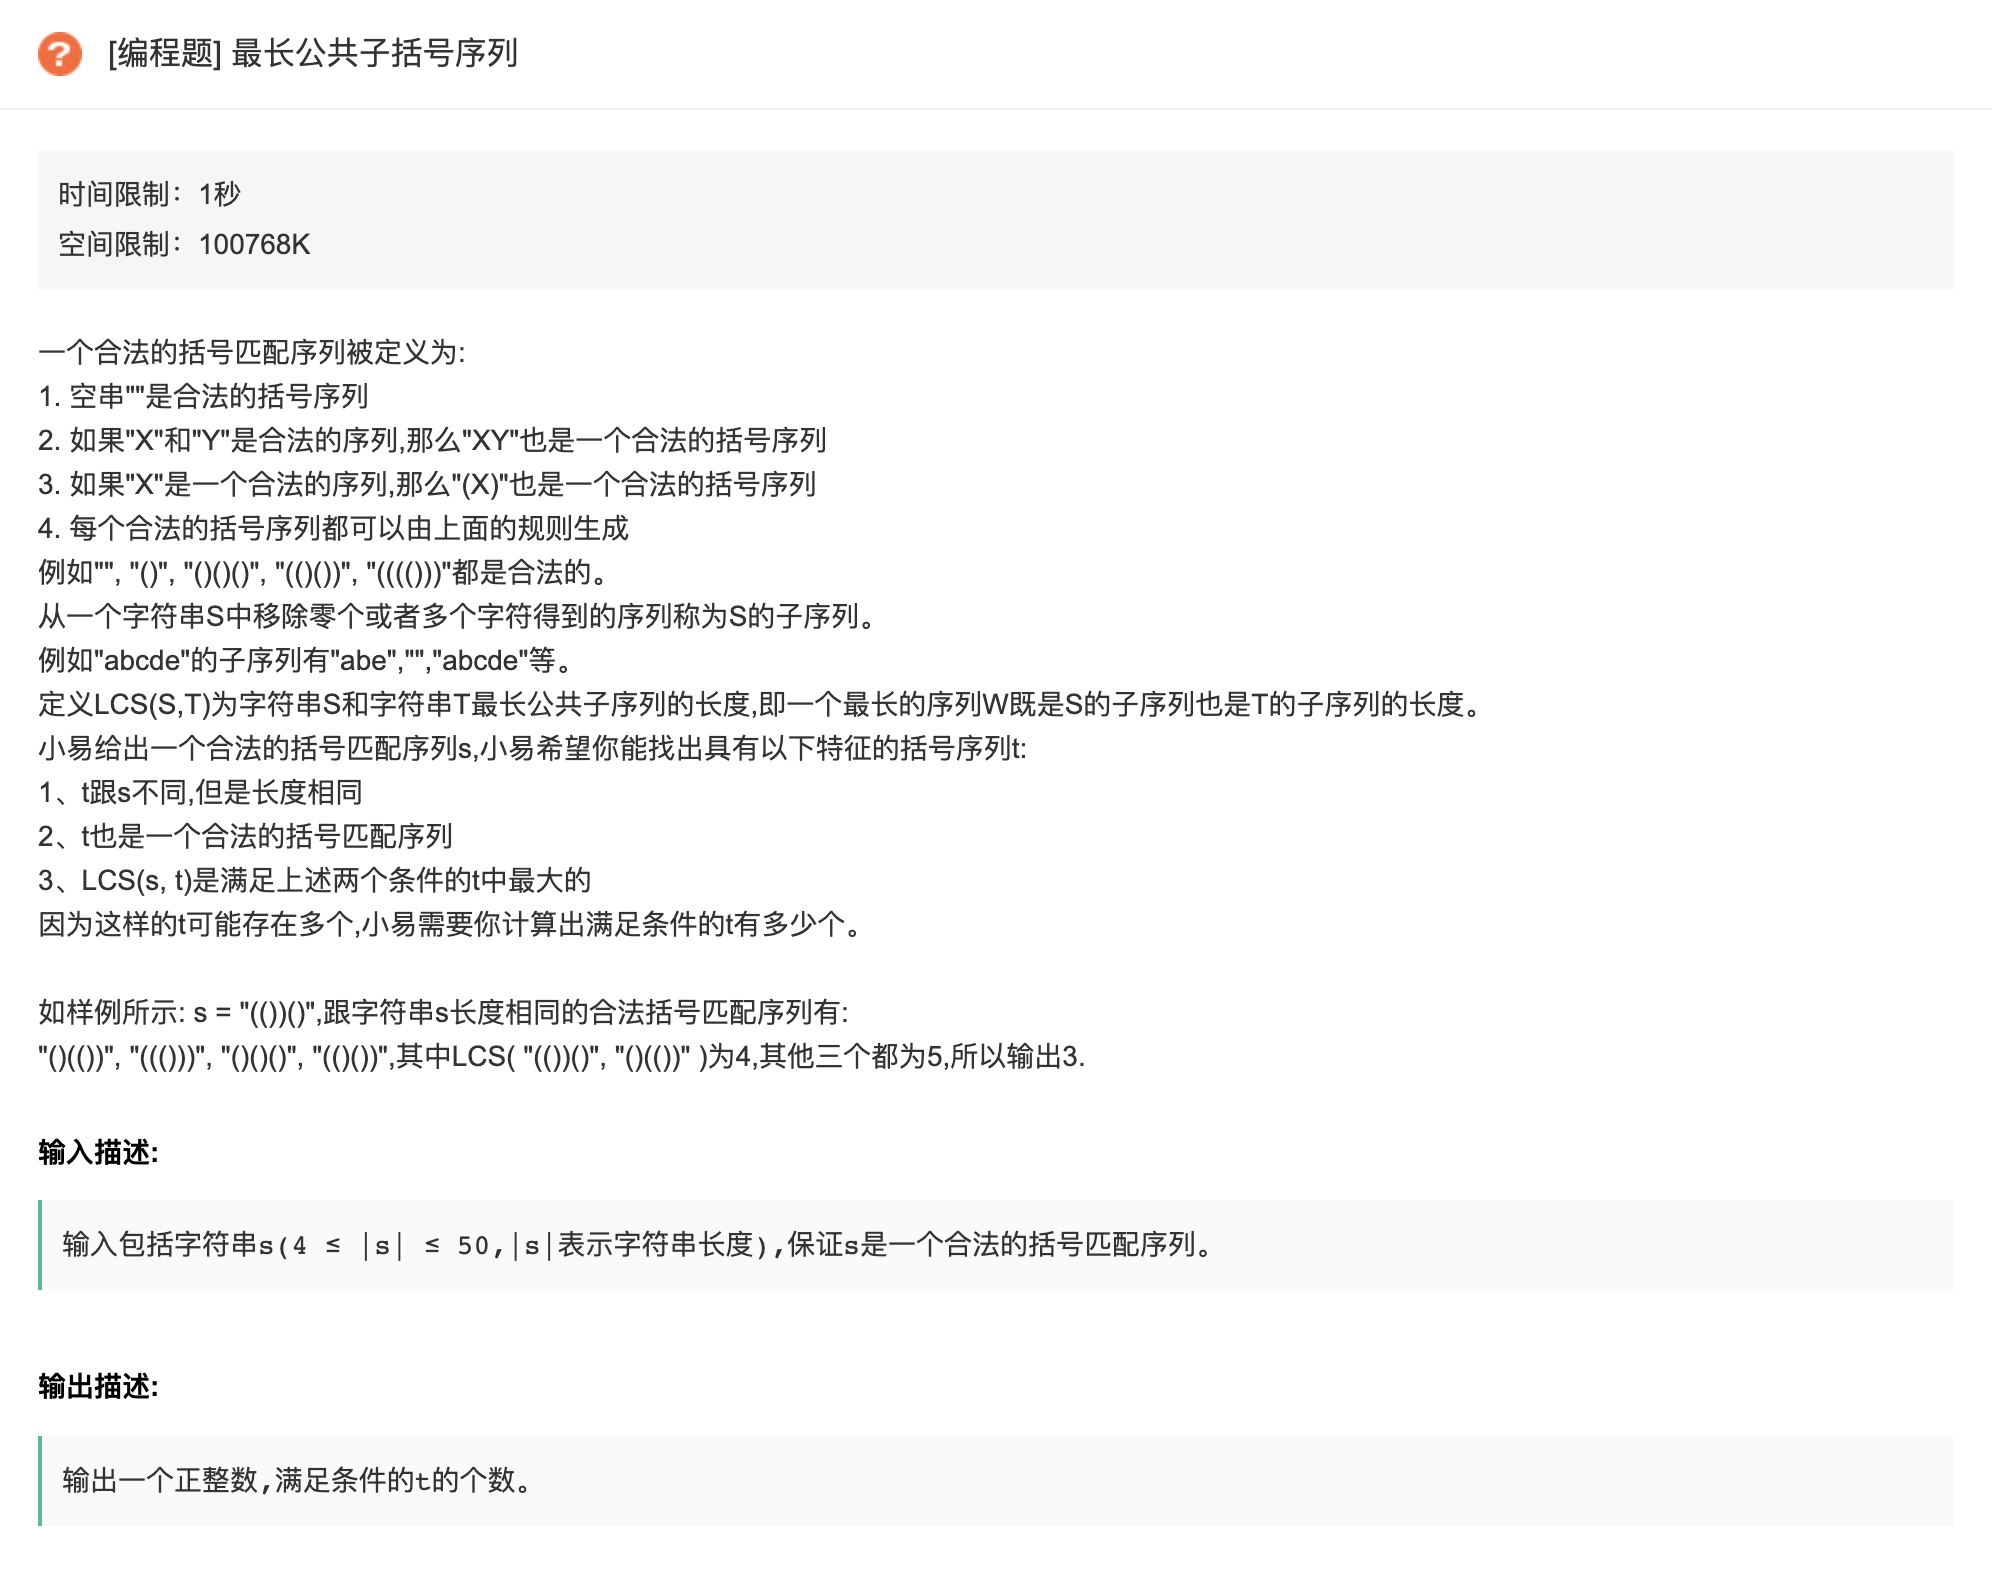 [编程题] 最长公共子括号序列
时间限制：1秒
空间限制：100768K
一个合法的括号匹配序列被定义为:
1. 空串""是合法的括号序列
2. 如果"X"和"Y"是合法的序列,那么"XY"也是一个合法的括号序列
3. 如果"X"是一个合法的序列,那么"(X)"也是一个合法的括号序列
4. 每个合法的括号序列都可以由上面的规则生成
例如"", "()", "()()()", "(()())", "(((()))"都是合法的。
从一个字符串S中移除零个或者多个字符得到的序列称为S的子序列。
例如"abcde"的子序列有"abe","","abcde"等。
定义LCS(S,T)为字符串S和字符串T最长公共子序列的长度,即一个最长的序列W既是S的子序列也是T的子序列的长度。
小易给出一个合法的括号匹配序列s,小易希望你能找出具有以下特征的括号序列t:
1、t跟s不同,但是长度相同
2、t也是一个合法的括号匹配序列
3、LCS(s, t)是满足上述两个条件的t中最大的
因为这样的t可能存在多个,小易需要你计算出满足条件的t有多少个。
如样例所示: s = "(())()",跟字符串s长度相同的合法括号匹配序列有:
"()(())", "((()))", "()()()", "(()())",其中LCS( "(())()", "()(())" )为4,其他三个都为5,所以输出3.
输入描述:
输入包括字符串s(4 ≤ |s| ≤ 50,|s|表示字符串长度),保证s是一个合法的括号匹配序列。
输出描述:
输出一个正整数,满足条件的t的个数。